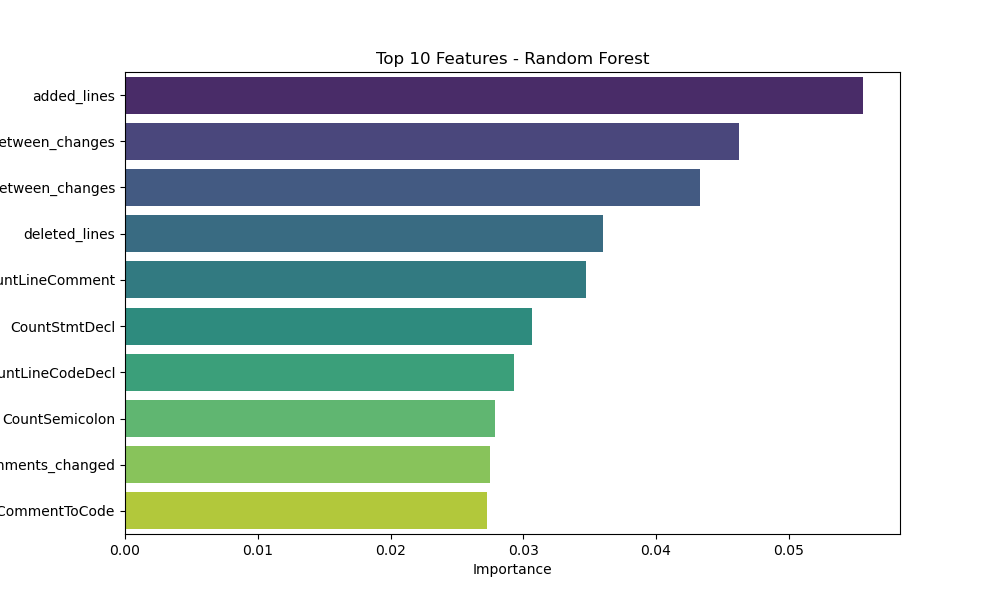 Top 10 Features - Random Forest
added_lines
etween_changes
etween_changes
deleted_lines
untLineComment
CountStmtDecl
untLineCodeDecl
CountSemicolon
mments_changed
CommentToCode
0.00 0.01 0.02 0.03 0.04 0.05
Importance